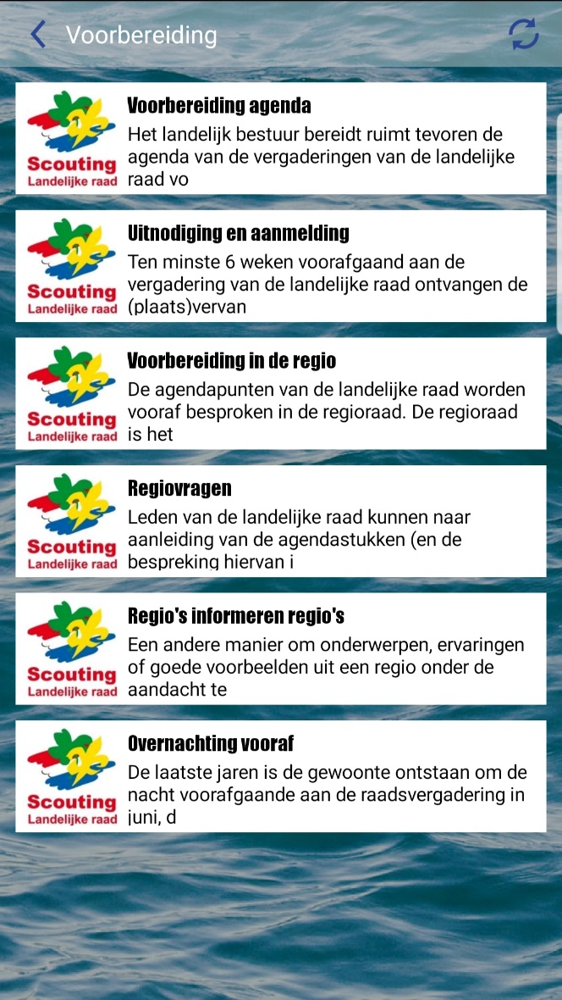 Voorbereiding
Scouting
Landelijke raad
Voorbereiding agenda
Het landelijk bestuur bereidt ruimt tevoren de
agenda van de vergaderingen van de landelijke
raad vo
Scouting
Landelijke raad
Uitnodiging en aanmelding
Ten minste 6 weken voorafgaand aan de
vergadering van de landelijke raad ontvangen de
(plaats)vervan
Scouting
Landelijke raad
Voorbereiding in de regio
De agendapunten van de landelijke raad worden
vooraf besproken in de regioraad. De regioraad
is het
Scouting
Landelijke raad
Regiovragen
Leden van de landelijke raad kunnen naar
aanleiding van de agendastukken (en de
bespreking hiervan i
Scouting
Landelijke raad
Regio's informeren regio's
Een andere manier om onderwerpen, ervaringen
of goede voorbeelden uit een regio onder de
aandacht te
Scouting
Landelijke raad
Overnachting vooraf
De laatste jaren is de gewoonte ontstaan om de
nacht voorafgaande aan de raadsvergadering in
juni, d